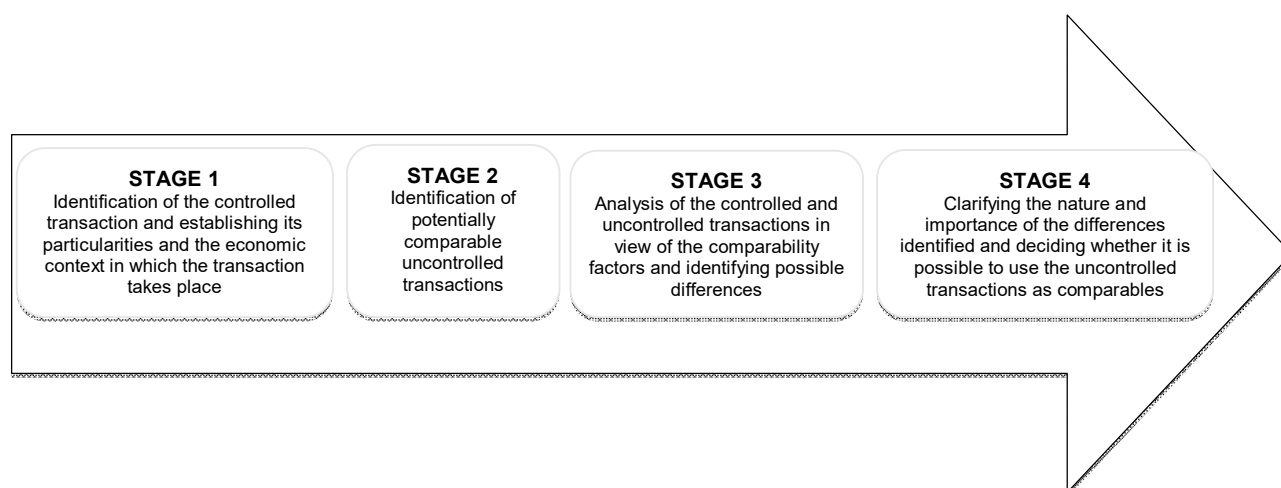 STAGE 1
Identification of the controlled
transaction and establishing its
particularities and the economic
context in which the transaction
takes place
STAGE 2
Identification of
potentially
comparable
uncontrolled
transactions
STAGE 3
Analysis of the controlled and
uncontrolled transactions in
view of the comparability
factors and identifying possible
differences
STAGE 4
Clarifying the nature and
importance of the differences
identified and deciding whether it is
possible to use the uncontrolled
transactions as comparables